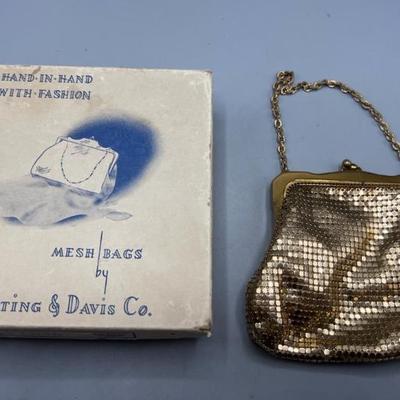 HAND·IN·HAND
WITH·FASHION
MESH BAGS
by
TING & DAVIS CO.